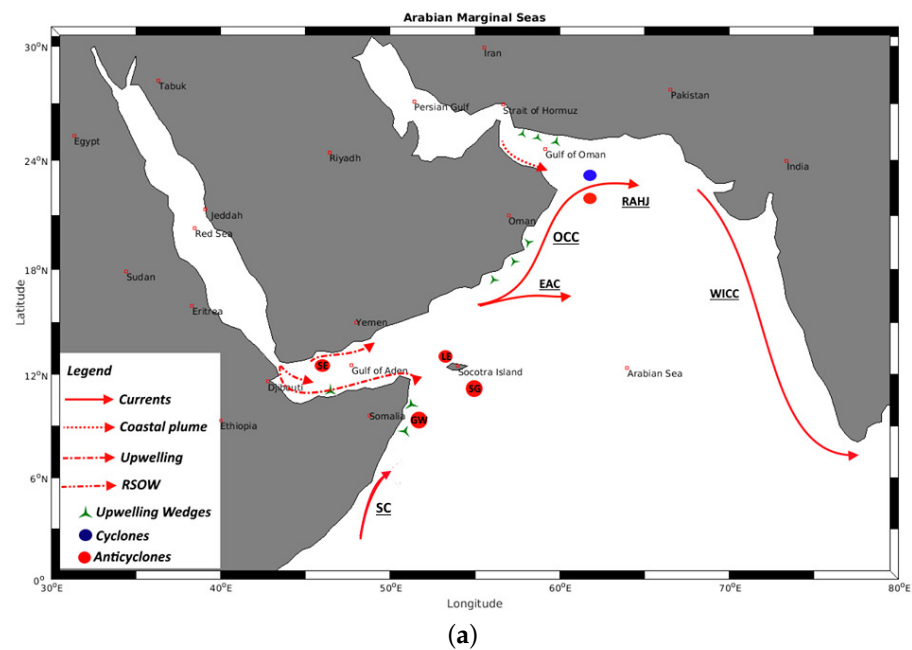 Arabian Marginal Seas
30°N
24°N
18°N
12°N
6°N
0°
Latitude
30°E
40°E
50°E
60°E
70°E
80°E
Longitude
Iran
Tabuk
Persian Gulf
Strait of Hormuz
Pakistan
Egypt
Riyadh
Gulf of Oman
India
Jeddah
Red Sea
Oman
RAHJ
OCC
Sudan
EAC
WICC
Eritrea
Yemen
SE
LE
Gulf of Aden
Socotra Island
Arabian Sea
Djibouti
SG
Somalia
GW
Ethiopia
SC
Legend
Currents
Coastal plume
Upwelling
RSOW
Upwelling Wedges
Cyclones
Anticyclones
(a)